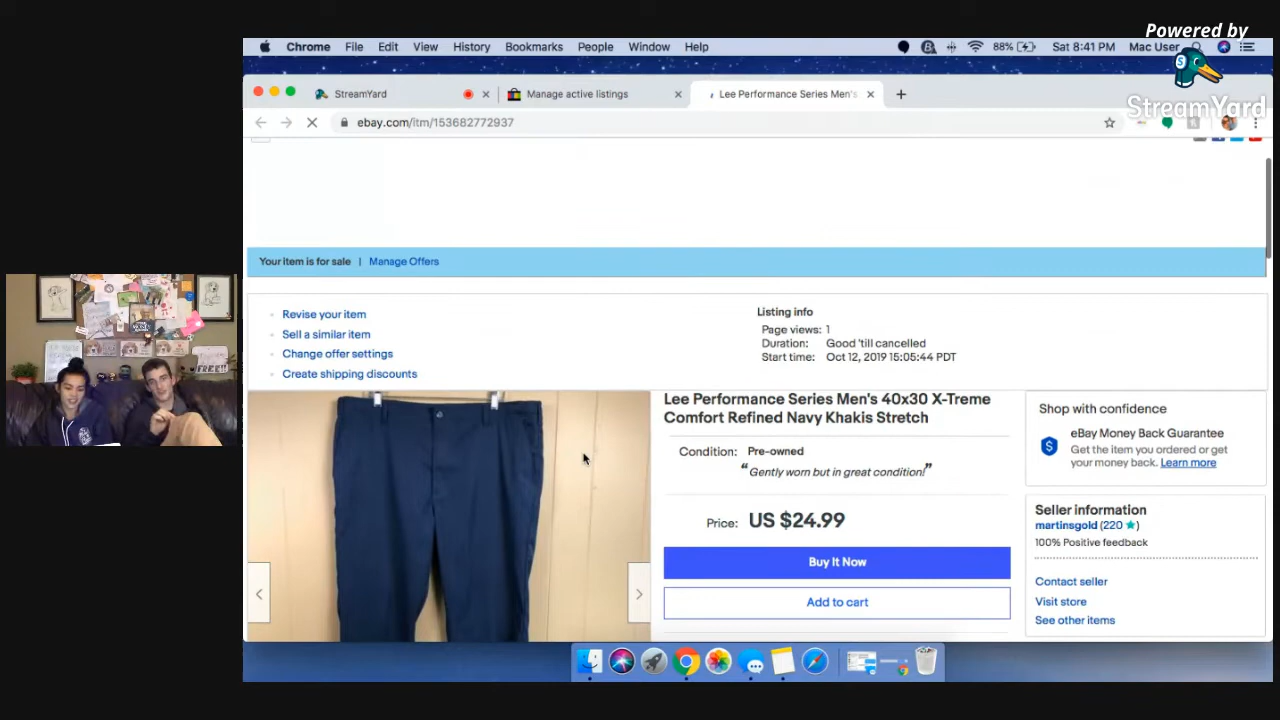 Powered by
StreamYard
Chrome File Edit View History Bookmarks People Window Help 88% Sat 8:41 PM Mac User
StreamYard Manage active listings Lee Performance Series Men's
ebay.com/itm/153682772937
Your item is for sale | Manage Offers
Revise your item
Sell a similar item
Change offer settings
Create shipping discounts
Listing info
Page views: 1
Duration: Good 'till cancelled
Start time: Oct 12, 2019 15:05:44 PDT
Lee Performance Series Men's 40x30 X-Treme
Comfort Refined Navy Khakis Stretch
Condition: Pre-owned
“Gently worn but in great condition!”
Price: US $24.99
Buy It Now
Add to cart
Shop with confidence
eBay Money Back Guarantee
Get the item you ordered or get
your money back. Learn more
Seller information
martinsgold (220 ★)
100% Positive feedback
Contact seller
Visit store
See other items